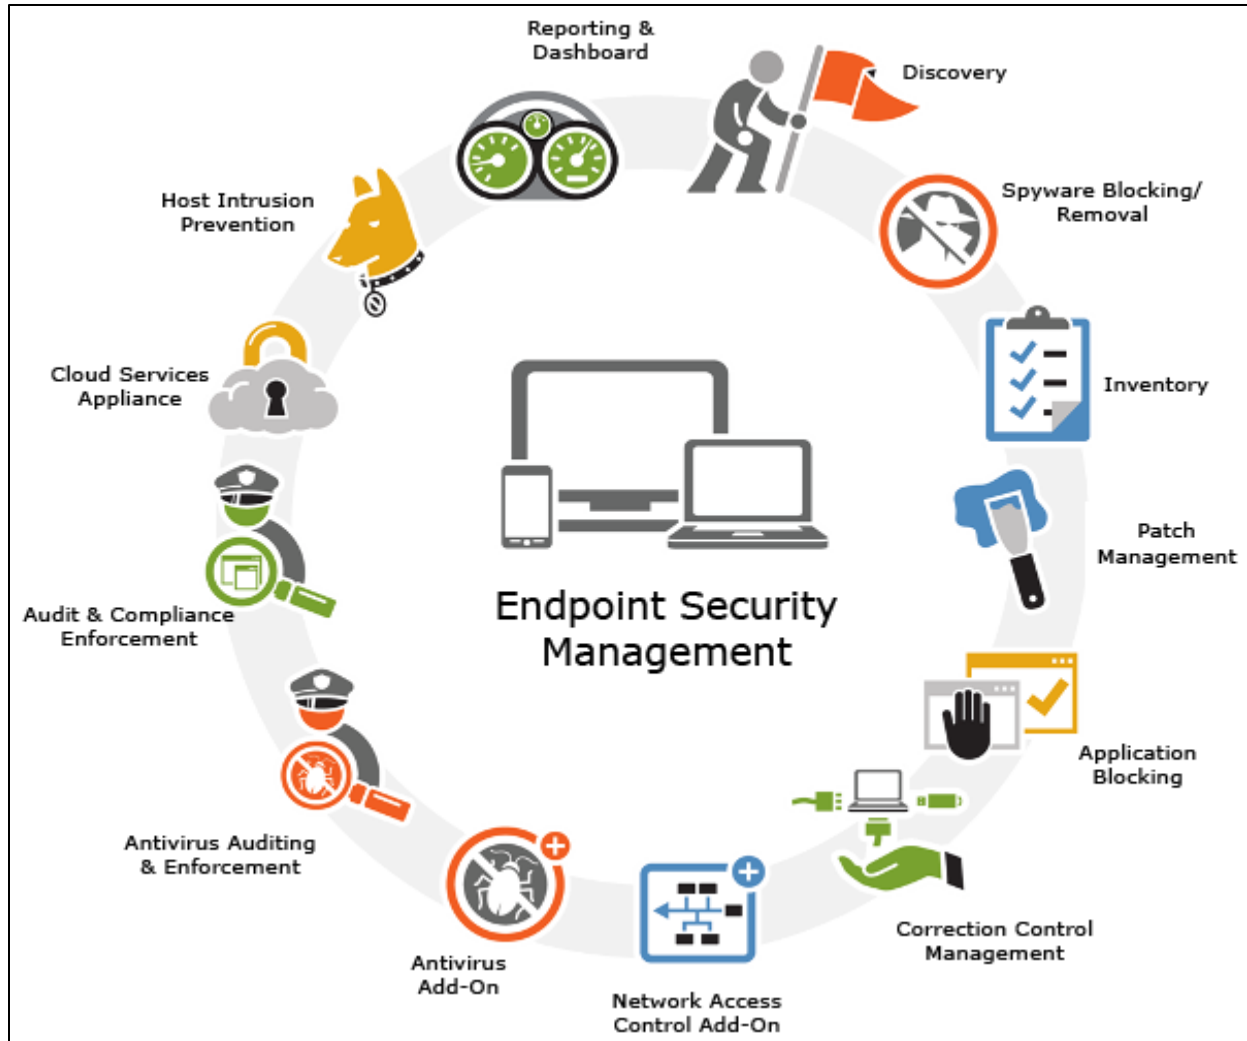 Reporting &
Dashboard
Discovery
Spyware Blocking/
Removal
Inventory
Patch
Management
Application
Blocking
Correction Control
Management
Network Access
Control Add-On
Antivirus
Add-On
Antivirus Auditing
& Enforcement
Audit & Compliance
Enforcement
Cloud Services
Appliance
Host Intrusion
Prevention
Endpoint Security
Management